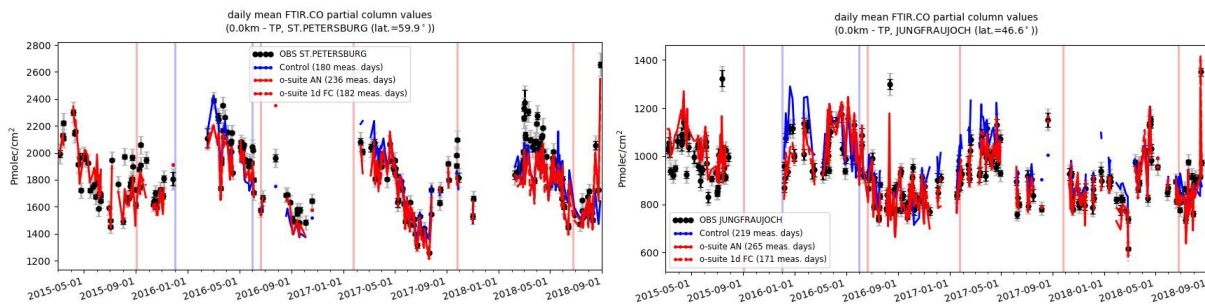 daily mean FTIR.CO partial column values
(0.0km - TP, ST.PETERSBURG (lat.=59.9°))
Pmolec/cm²
2800
2600
2400
2200
2000
1800
1600
1400
1200
OBS ST.PETERSBURG
Control (180 meas. days)
o-suite AN (236 meas. days)
o-suite 1d FC (182 meas. days)
2015-05-01
2015-09-01
2016-01-01
2016-05-01
2016-09-01
2017-01-01
2017-05-01
2017-09-01
2018-01-01
2018-05-01
2018-09-01
daily mean FTIR.CO partial column values
(0.0km - TP, JUNGFRAUJOCH (lat.=46.6°))
Pmolec/cm²
1400
1200
1000
800
600
OBS JUNGFRAUJOCH
Control (219 meas. days)
o-suite AN (265 meas. days)
o-suite 1d FC (171 meas. days)
2015-05-01
2015-09-01
2016-01-01
2016-05-01
2016-09-01
2017-01-01
2017-05-01
2017-09-01
2018-01-01
2018-05-01
2018-09-01